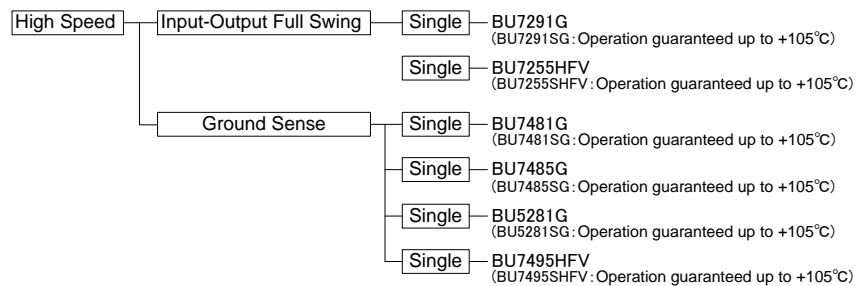 High Speed Input-Output Full Swing Single BU7291G
(BU7291SG:Operation guaranteed up to +105°C)
Single BU7255HFV
(BU7255SHFV:Operation guaranteed up to +105°C)
Ground Sense Single BU7481G
(BU7481SG:Operation guaranteed up to +105°C)
Single BU7485G
(BU7485SG:Operation guaranteed up to +105°C)
Single BU5281G
(BU5281SG:Operation guaranteed up to +105°C)
Single BU7495HFV
(BU7495SHFV:Operation guaranteed up to +105°C)